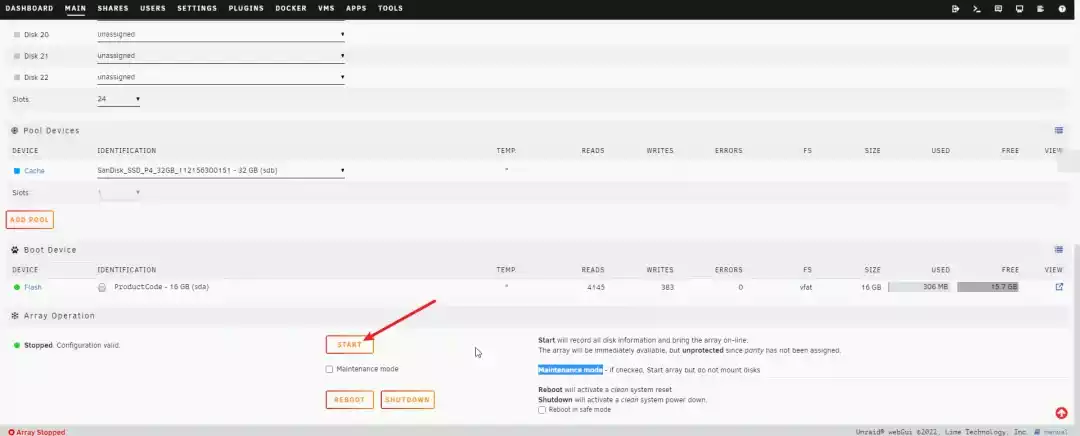 DASHBOARD MAIN SHARES USERS SETTINGS PLUGINS DOCKER VMS APPS TOOLS
Disk 20 unassigned
Disk 21 unassigned
Disk 22 unassigned
Slots: 24
Pool Devices
DEVICE IDENTIFICATION TEMP. READS WRITES ERRORS FS SIZE USED FREE VIEW
Cache SanDisk_SSD_P4_32GB_112156300151 - 32 GB (sdb) *
Slots: 1
ADD POOL
Boot Device
DEVICE IDENTIFICATION TEMP. READS WRITES ERRORS FS SIZE USED FREE VIEW
Flash ProductCode - 16 GB (sda) * 4145 383 0 vfat 16 GB 306 MB 15.7 GB
Array Operation
Stopped. Configuration valid. START Start will record all disk information and bring the array on-line.
The array will be immediately available, but unprotected since parity has not been assigned.
Maintenance mode Maintenance mode - if checked, Start array but do not mount disks
REBOOT SHUTDOWN Reboot will activate a clean system reset.
Shutdown will activate a clean system power down.
Reboot in safe mode
Array Stopped Unraid® webGui ©2022, Lime Technology, Inc. manual